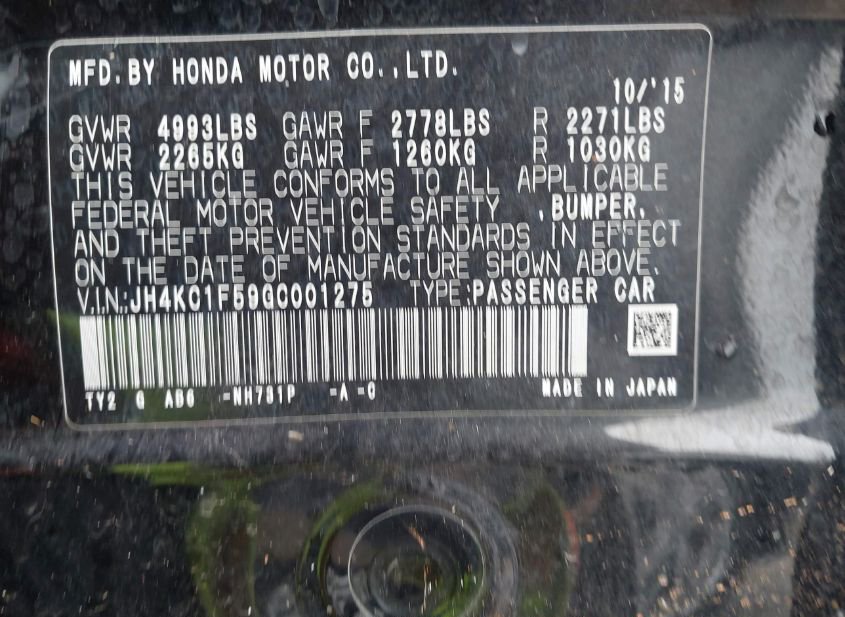 MFD.BY HONDA MOTOR CO.,LTD.
10/'15
GVWR 4993LBS GAWR F 2778LBS R 2271LBS
GVWR 2265KG GAWR F 1260KG R 1030KG
THIS VEHICLE CONFORMS TO ALL APPLICABLE
FEDERAL MOTOR VEHICLE SAFETY ,BUMPER,
AND THEFT PREVENTION STANDARDS IN EFFECT
ON THE DATE OF MANUFACTURE SHOWN ABOVE.
V.I.N.:JH4KC1F59GC001275 TYPE:PASSENGER CAR
TY2 G AB6 -NH731P -A -C MADE IN JAPAN